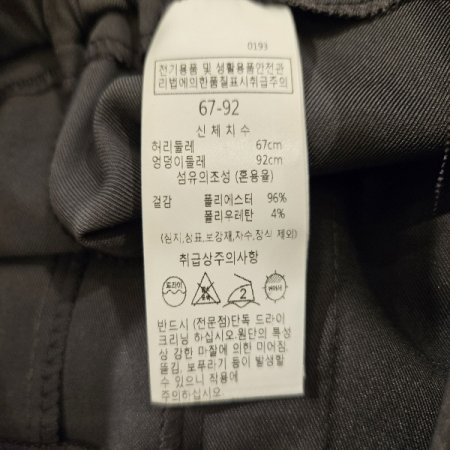 0193
전기용품 및 생활용품안전관
리법에의한품질표시취급주의
67-92
신 체 치 수
허리둘레 67cm
엉덩이둘레 92cm
섬유의조성 (혼용율)
겉감 폴리에스터 96%
폴리우레탄 4%
(심지,상표,보강재,자수,장식 제외)
취급상주의사항
드라이
2
반드시 (전문점)단독 드라이
크리닝 하십시오.원단의 특성
상 강한 마찰에 의한 미어짐.
뜯김, 보푸라기 등이 발생할
수 있으니 착용에
주의하십시오.